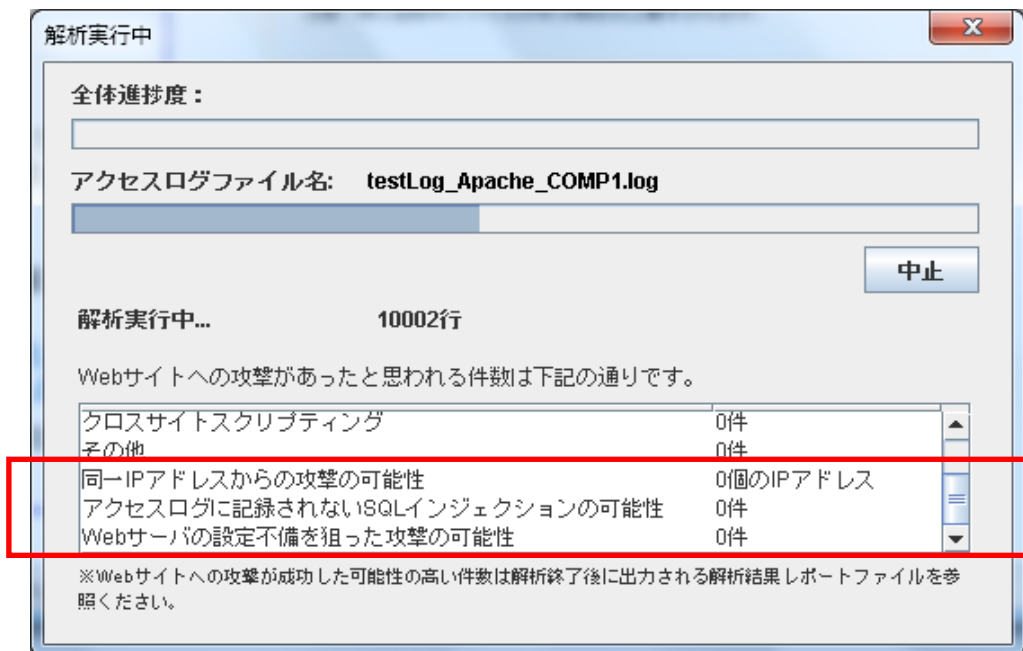 解析実行中
全体進捗度：
アクセスログファイル名: testLog_Apache_COMP1.log
中止
解析実行中... 10002行
Webサイトへの攻撃があったと思われる件数は下記の通りです。
クロスサイトスクリプティング 0件
その他 0件
同一IPアドレスからの攻撃の可能性 0個のIPアドレス
アクセスログに記録されないSQLインジェクションの可能性 0件
Webサーバの設定不備を狙った攻撃の可能性 0件
※Webサイトへの攻撃が成功した可能性の高い件数は解析終了後に出力される解析結果レポートファイルを参
照ください。